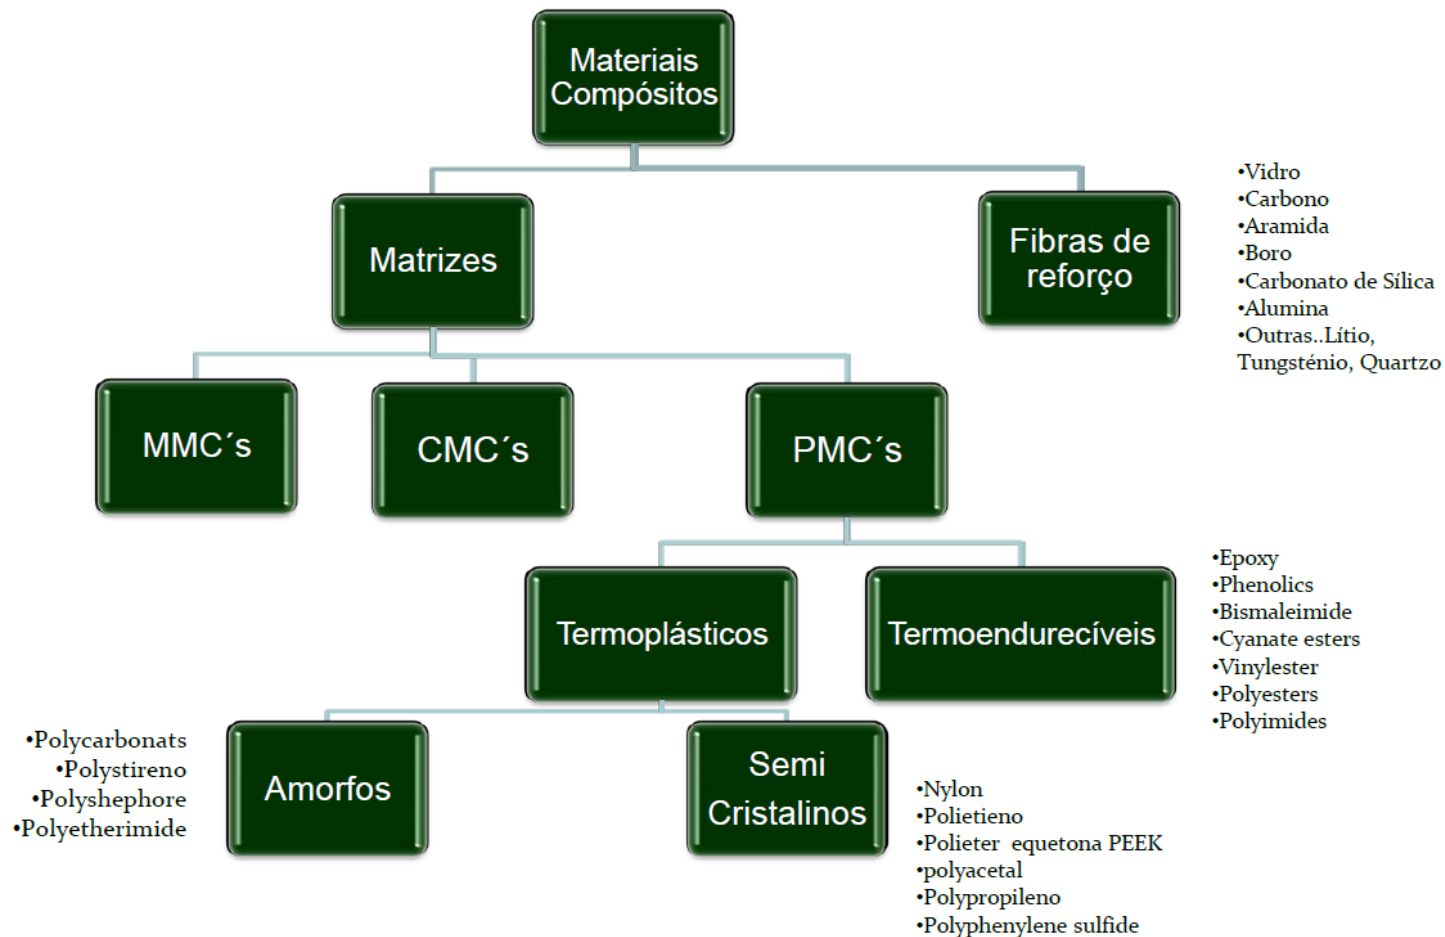 Materiais
Compósitos
Matrizes
Fibras de
reforço
•Vidro
•Carbono
•Aramida
•Boro
•Carbonato de Sílica
•Alumina
•Outras..Lítio,
Tungsténio, Quartzo
MMC´s
CMC´s
PMC´s
Termoplásticos
Termoendurecíveis
•Epoxy
•Phenolics
•Bismaleimide
•Cyanate esters
•Vinylester
•Polyesters
•Polyimides
•Polycarbonats
•Polystireno
•Polyshephore
•Polyetherimide
Amorfos
Semi
Cristalinos
•Nylon
•Polietieno
•Polieter equetona PEEK
•polyacetal
•Polypropileno
•Polyphenylene sulfide